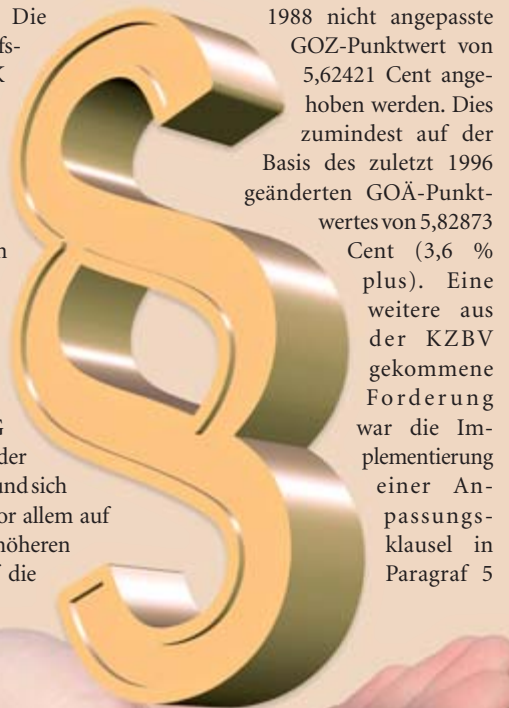 Die
fs-
K
n
G
der
und sich
or allem auf
höheren
die
1988 nicht angepasste
GOZ-Punktwert von
5,62421 Cent ange-
hoben werden. Dies
zumindest auf der
Basis des zuletzt 1996
geänderten GOÄ-Punkt-
wertes von 5,82873
Cent (3,6 %
plus). Eine
weitere aus
der KZBV
gekommene
Forderung
war die Im-
plementierung
einer An-
passungs-
klausel in
Paragraf 5